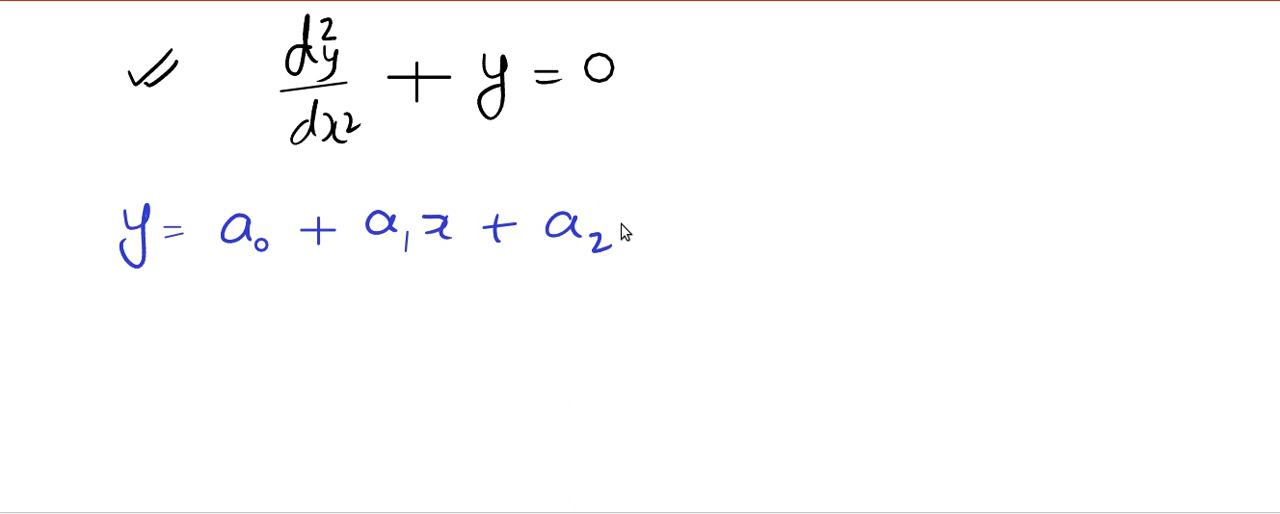 d²y/dx² + y = 0
y = a₀ + a₁x + a₂